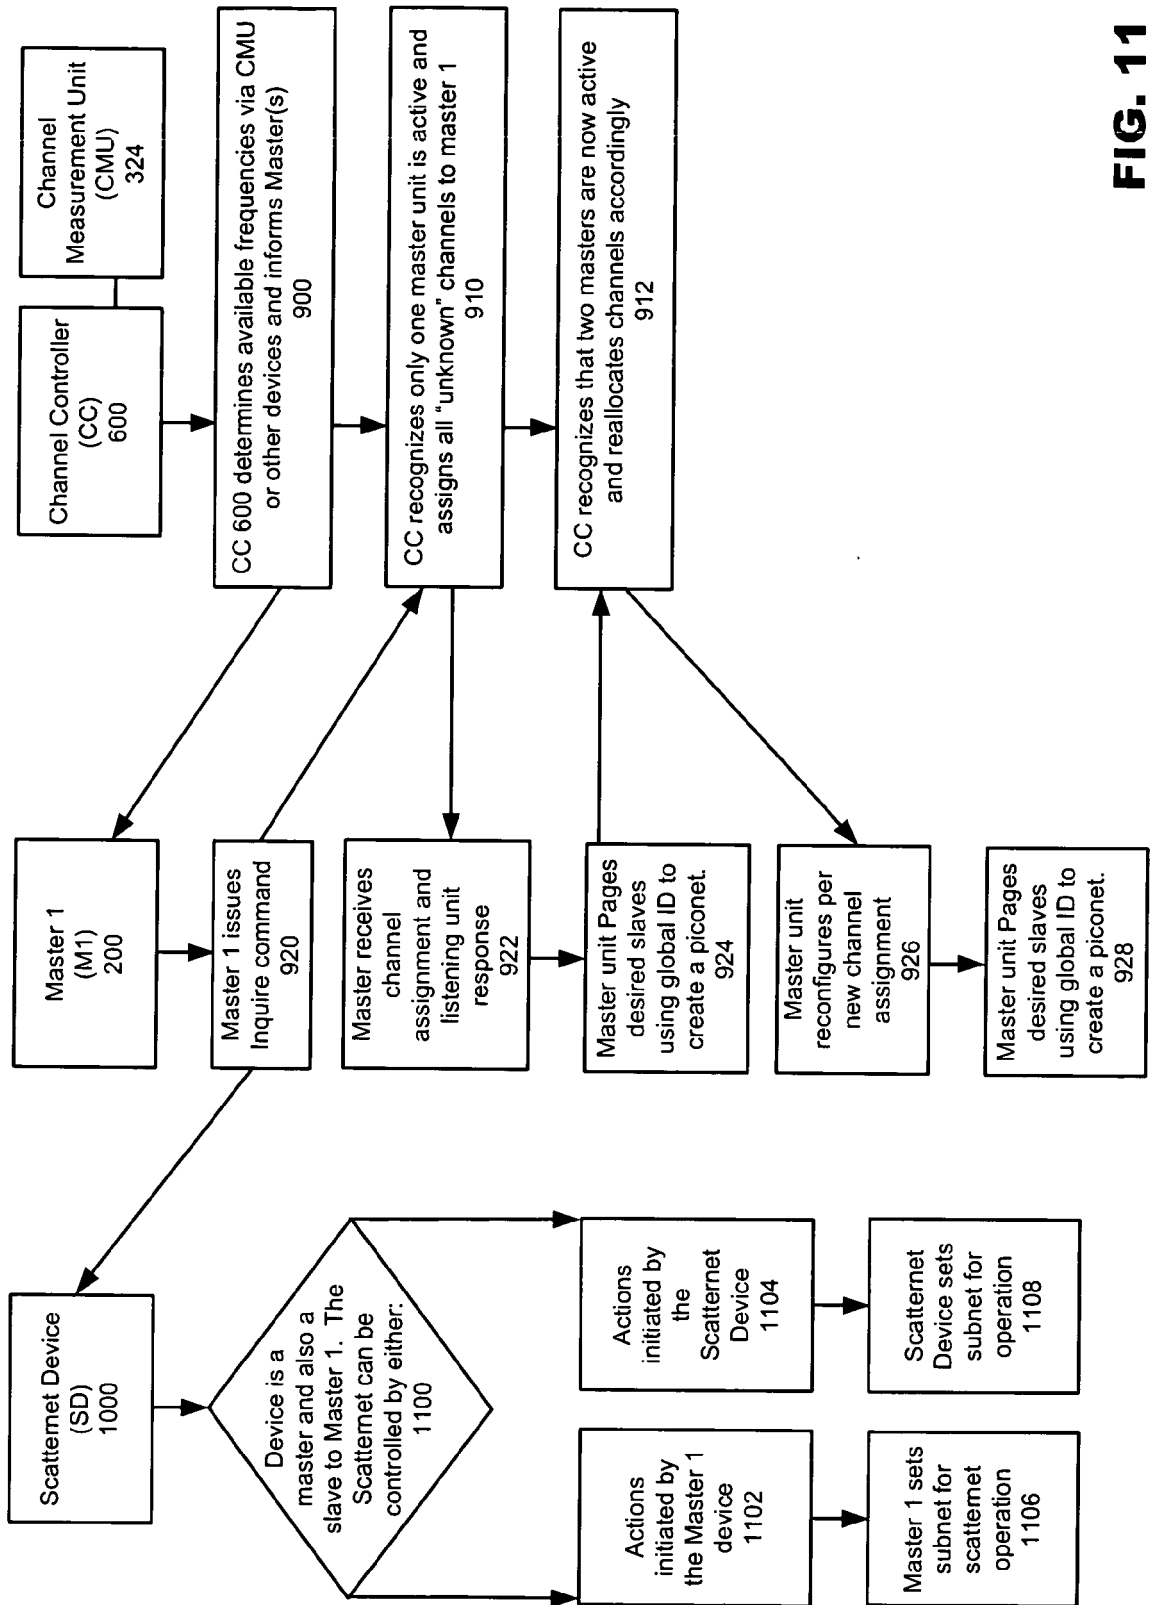 Scatternet Device
(SD)
1000
Device is a
master and also a
slave to Master 1. The
Scatternet can be
controlled by either:
1100
Actions
initiated by
the Master 1
device
1102
Actions
initiated by
the
Scatternet
Device
1104
Master 1 sets
subnet for
scatternet
operation
1106
Scatternet
Device sets
subnet for
operation
1108
Master 1
(M1)
200
Master 1 issues
Inquire command
920
Master receives
channel
assignment and
listening unit
response
922
Master unit Pages
desired slaves
using global ID to
create a piconet.
924
Master unit
reconfigures per
new channel
assignment
926
Master unit Pages
desired slaves
using global ID to
create a piconet.
928
Channel Controller
(CC)
600
Channel
Measurement Unit
(CMU)
324
CC 600 determines available frequencies via CMU
or other devices and informs Master(s)
900
CC recognizes only one master unit is active and
assigns all "unknown" channels to master 1
910
CC recognizes that two masters are now active
and reallocates channels accordingly
912
FIG. 11